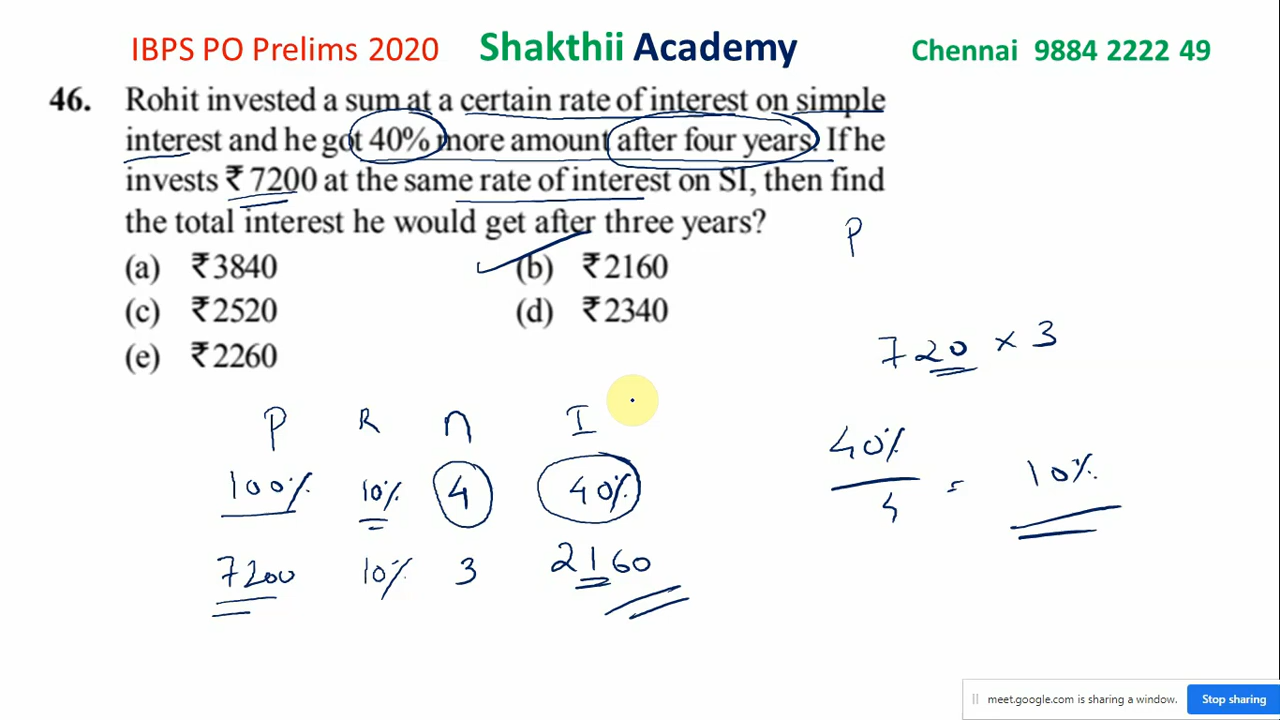 IBPS PO Prelims 2020 Shakthii Academy Chennai 9884 2222 49
46. Rohit invested a sum at a certain rate of interest on simple
interest and he got 40% more amount after four years. If he
invests ₹ 7200 at the same rate of interest on SI, then find
the total interest he would get after three years?
(a) ₹3840 (b) ₹2160
(c) ₹2520 (d) ₹2340
(e) ₹2260
P
720 × 3
P R n I
40%/4 = 10%
100% 10% 4 40%
7200 10% 3 2160
meet.google.com is sharing a window. Stop sharing